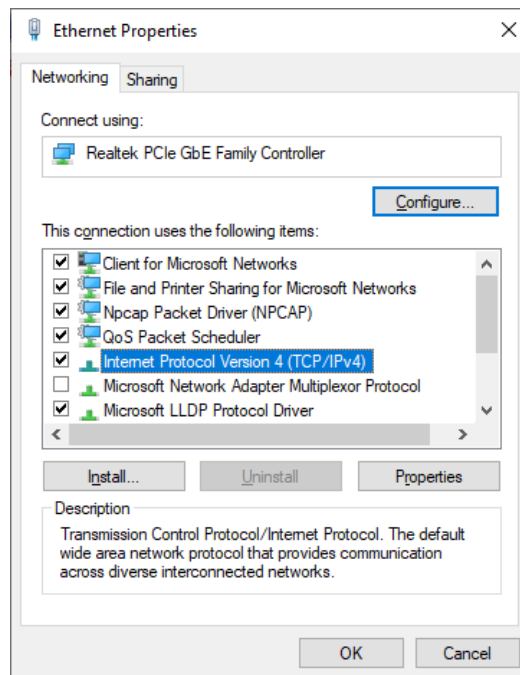 Ethernet Properties
Networking
Sharing
Connect using:
Realtek PCIe GbE Family Controller
Configure...
This connection uses the following items:
Client for Microsoft Networks
File and Printer Sharing for Microsoft Networks
Npcap Packet Driver (NPCAP)
QoS Packet Scheduler
Internet Protocol Version 4 (TCP/IPv4)
Microsoft Network Adapter Multiplexor Protocol
Microsoft LLDP Protocol Driver
Install...
Uninstall
Properties
Description
Transmission Control Protocol/Internet Protocol. The default
wide area network protocol that provides communication
across diverse interconnected networks.
OK
Cancel